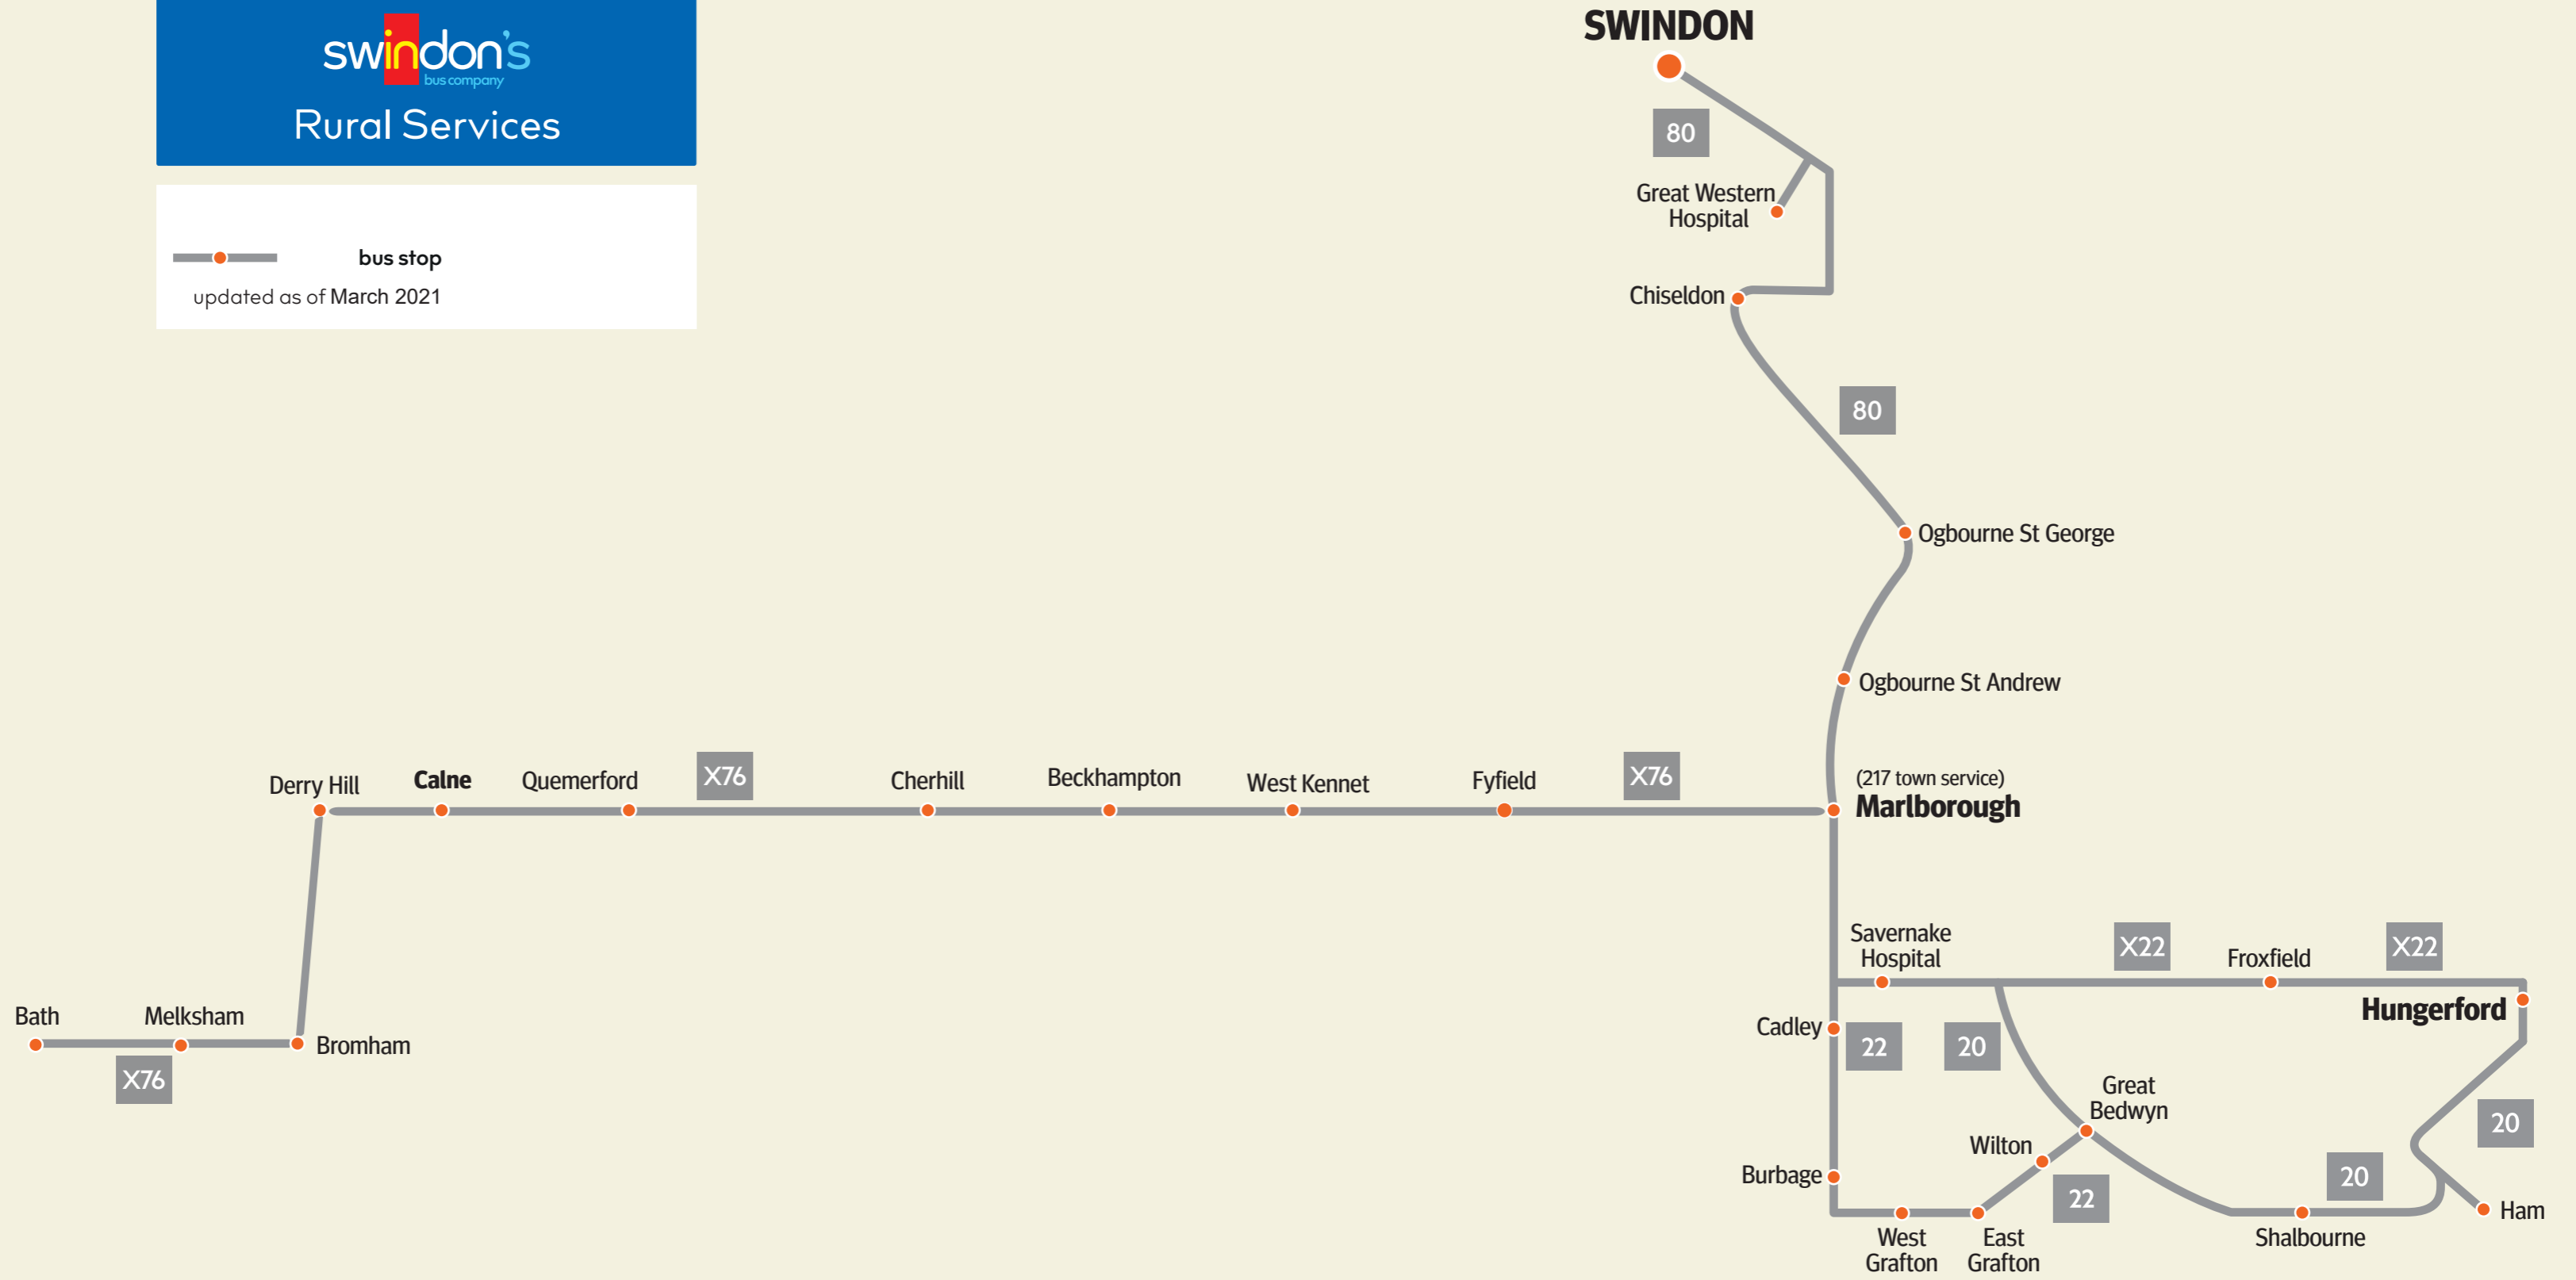 swindon's
bus company
Rural Services
bus stop
updated as of March 2021
SWINDON
80
Great Western
Hospital
Chiseldon
80
Ogbourne St George
Ogbourne St Andrew
(217 town service)
Marlborough
Derry Hill
Calne
Quemerford
X76
Cherhill
Beckhampton
West Kennet
Fyfield
X76
Bath
Melksham
Bromham
X76
Savernake
Hospital
X22
Froxfield
X22
Hungerford
Cadley
22
20
Great
Bedwyn
20
Wilton
Burbage
22
20
Ham
West
Grafton
East
Grafton
Shalbourne